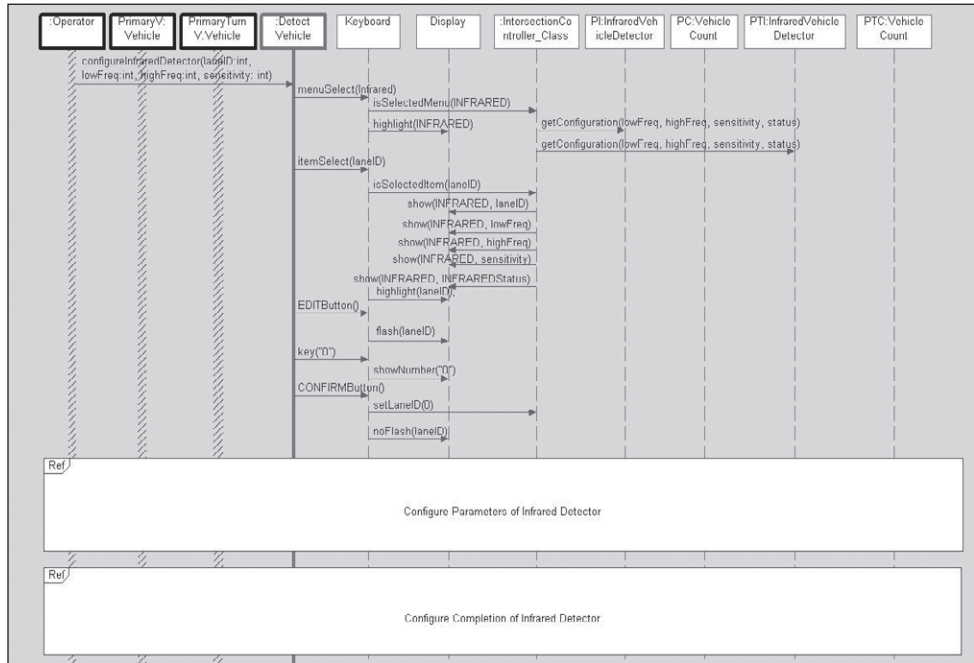 :Operator
PrimaryV:
Vehicle
PrimaryTurn
V:Vehicle
:Detect
Vehicle
Keyboard
Display
:IntersectionCo
ntroller_Class
PI:InfraredVeh
icleDetector
PC:Vehicle
Count
PTI:InfraredVehicle
Detector
PTC:Vehicle
Count
configureInfraredDetector(laneID:int,
lowFreq:int, highFreq:int, sensitivity: int)
menuSelect(Infrared)
isSelectedMenu(INFRARED)
highlight(INFRARED)
getConfiguration(lowFreq, highFreq, sensitivity, status)
getConfiguration(lowFreq, highFreq, sensitivity, status)
itemSelect(laneID)
isSelectedItem(laneID)
show(INFRARED, laneID)
show(INFRARED, lowFreq)
show(INFRARED, highFreq)
show(INFRARED, sensitivity)
show(INFRARED, INFRAREDStatus)
highlight(laneID),
EDITButton()
flash(laneID)
key("0")
showNumber("0")
CONFIRMButton()
setLaneID(0)
noFlash(laneID)
Ref
Configure Parameters of Infrared Detector
Ref
Configure Completion of Infrared Detector